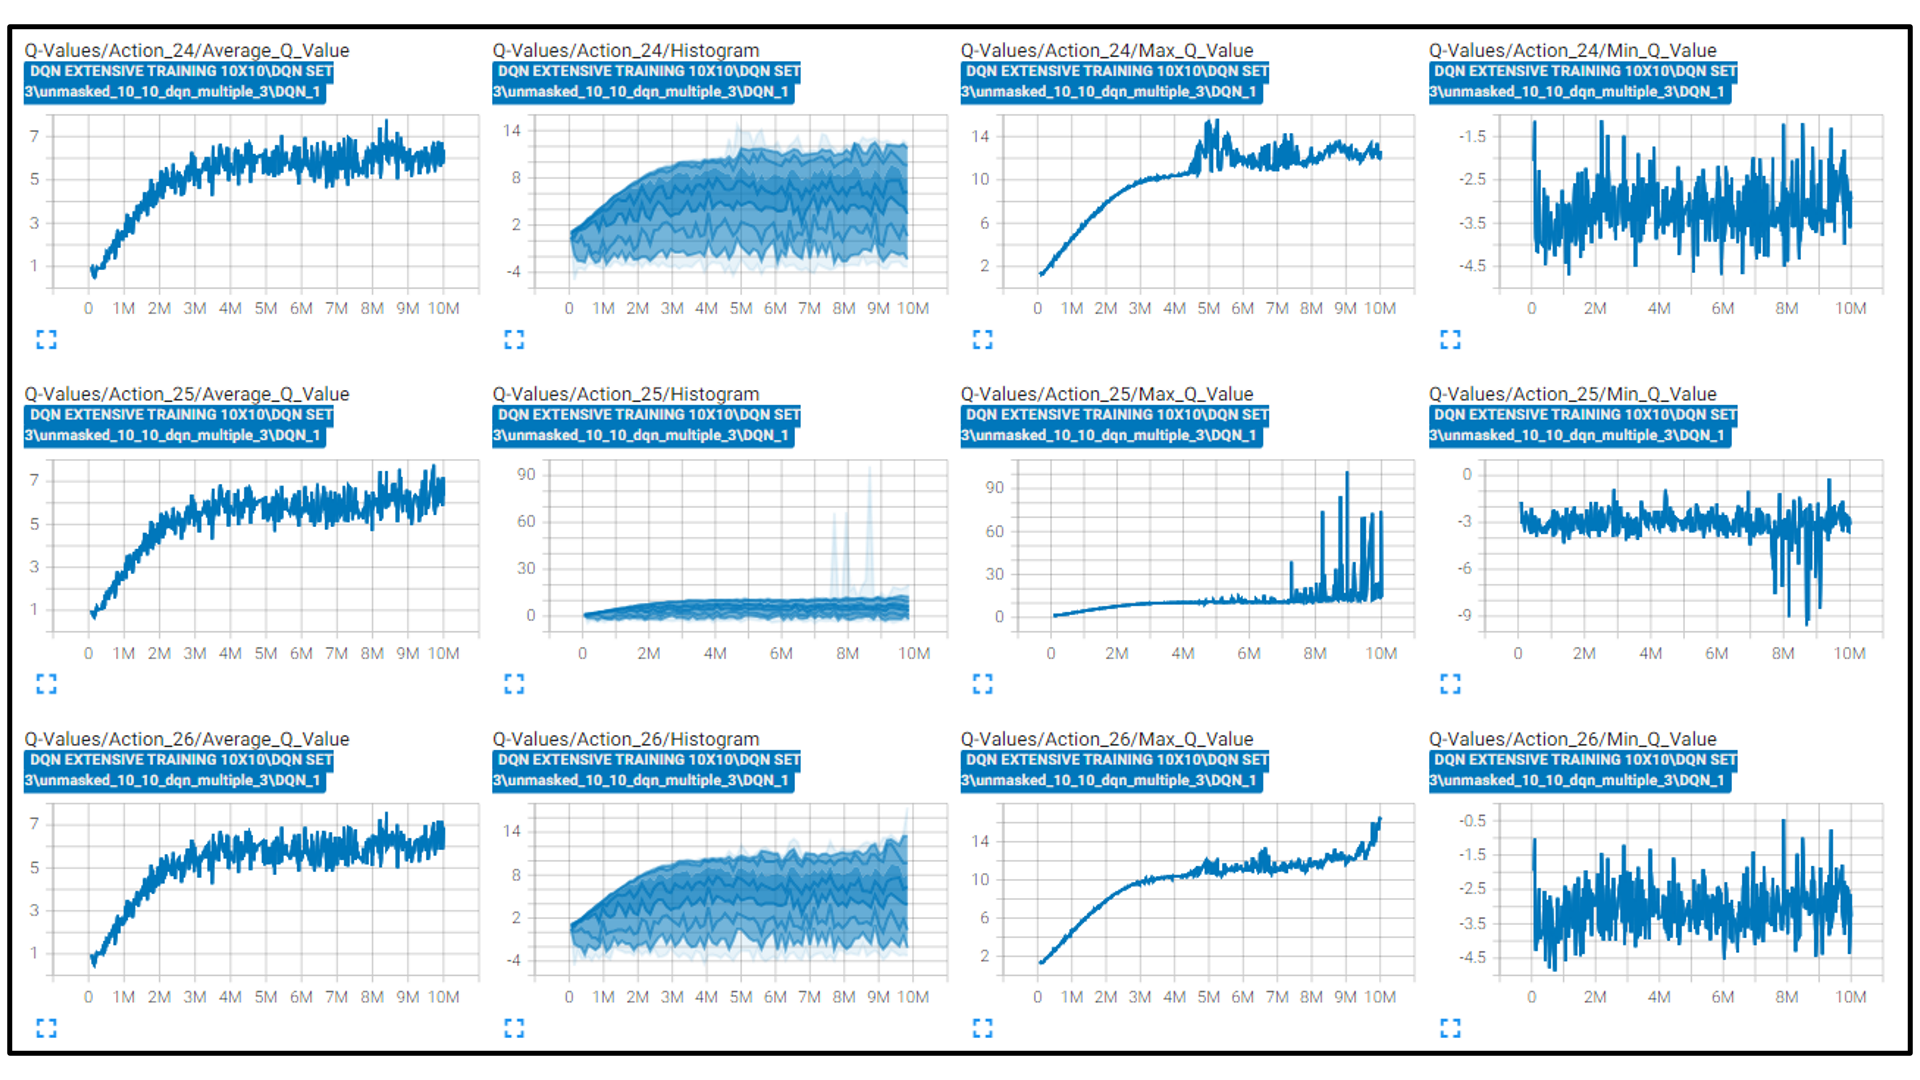 Q-Values/Action_24/Average_Q_Value
DQN EXTENSIVE TRAINING 10X10\DQN SET
3\unmasked_10_10_dqn_multiple_3\DQN_1
7
5
3
1
0 1M 2M 3M 4M 5M 6M 7M 8M 9M 10M
Q-Values/Action_24/Histogram
DQN EXTENSIVE TRAINING 10X10\DQN SET
3\unmasked_10_10_dqn_multiple_3\DQN_1
14
8
2
-4
0 1M 2M 3M 4M 5M 6M 7M 8M 9M 10M
Q-Values/Action_24/Max_Q_Value
DQN EXTENSIVE TRAINING 10X10\DQN SET
3\unmasked_10_10_dqn_multiple_3\DQN_1
14
10
6
2
0 1M 2M 3M 4M 5M 6M 7M 8M 9M 10M
Q-Values/Action_24/Min_Q_Value
DQN EXTENSIVE TRAINING 10X10\DQN SET
3\unmasked_10_10_dqn_multiple_3\DQN_1
-1.5
-2.5
-3.5
-4.5
0 2M 4M 6M 8M 10M
Q-Values/Action_25/Average_Q_Value
DQN EXTENSIVE TRAINING 10X10\DQN SET
3\unmasked_10_10_dqn_multiple_3\DQN_1
7
5
3
1
0 1M 2M 3M 4M 5M 6M 7M 8M 9M 10M
Q-Values/Action_25/Histogram
DQN EXTENSIVE TRAINING 10X10\DQN SET
3\unmasked_10_10_dqn_multiple_3\DQN_1
90
60
30
0
0 2M 4M 6M 8M 10M
Q-Values/Action_25/Max_Q_Value
DQN EXTENSIVE TRAINING 10X10\DQN SET
3\unmasked_10_10_dqn_multiple_3\DQN_1
90
60
30
0
0 2M 4M 6M 8M 10M
Q-Values/Action_25/Min_Q_Value
DQN EXTENSIVE TRAINING 10X10\DQN SET
3\unmasked_10_10_dqn_multiple_3\DQN_1
0
-3
-6
-9
0 2M 4M 6M 8M 10M
Q-Values/Action_26/Average_Q_Value
DQN EXTENSIVE TRAINING 10X10\DQN SET
3\unmasked_10_10_dqn_multiple_3\DQN_1
7
5
3
1
0 1M 2M 3M 4M 5M 6M 7M 8M 9M 10M
Q-Values/Action_26/Histogram
DQN EXTENSIVE TRAINING 10X10\DQN SET
3\unmasked_10_10_dqn_multiple_3\DQN_1
14
8
2
-4
0 1M 2M 3M 4M 5M 6M 7M 8M 9M 10M
Q-Values/Action_26/Max_Q_Value
DQN EXTENSIVE TRAINING 10X10\DQN SET
3\unmasked_10_10_dqn_multiple_3\DQN_1
14
10
6
2
0 1M 2M 3M 4M 5M 6M 7M 8M 9M 10M
Q-Values/Action_26/Min_Q_Value
DQN EXTENSIVE TRAINING 10X10\DQN SET
3\unmasked_10_10_dqn_multiple_3\DQN_1
-0.5
-1.5
-2.5
-3.5
-4.5
0 2M 4M 6M 8M 10M